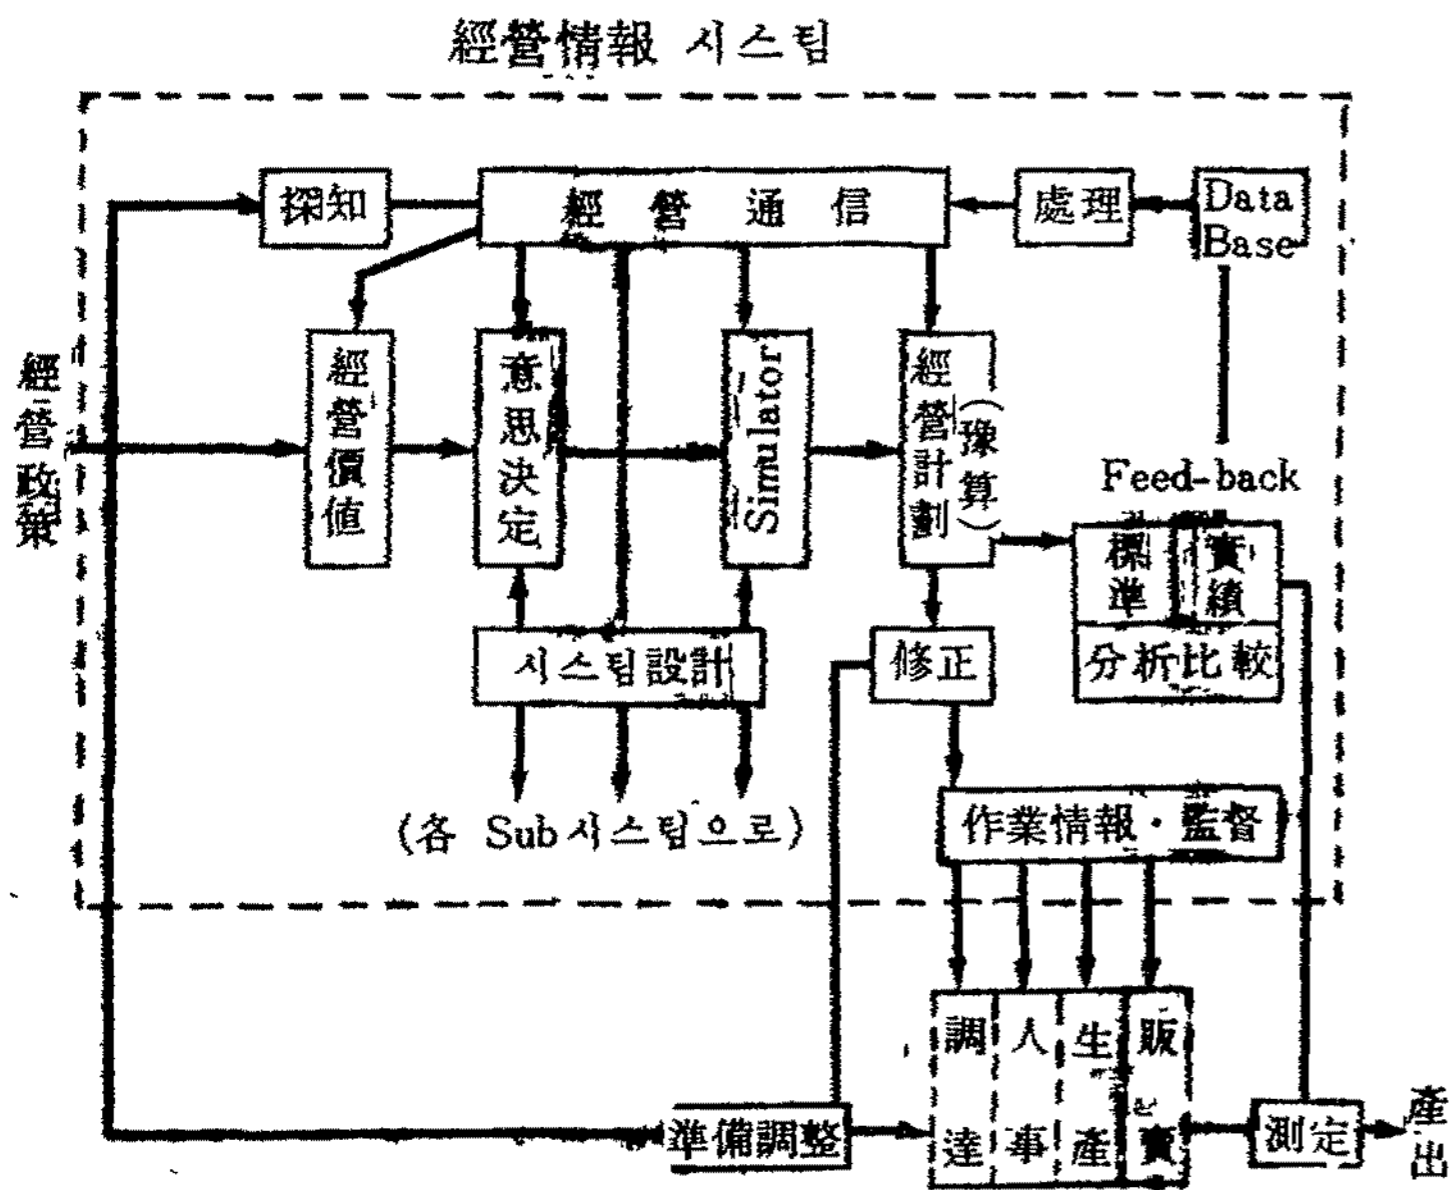 經營情報 시스팀
探知
經營通信
處理
Data
Base
經營政策
經營價値
意思決定
Simulator
經營計劃
(豫算)
Feed-back
標準
實績
分析比較
시스팀設計
修正
(各 Sub시스팀으로)
作業情報·監督
調達
人事
生産
販賣
準備調整
測定
産出